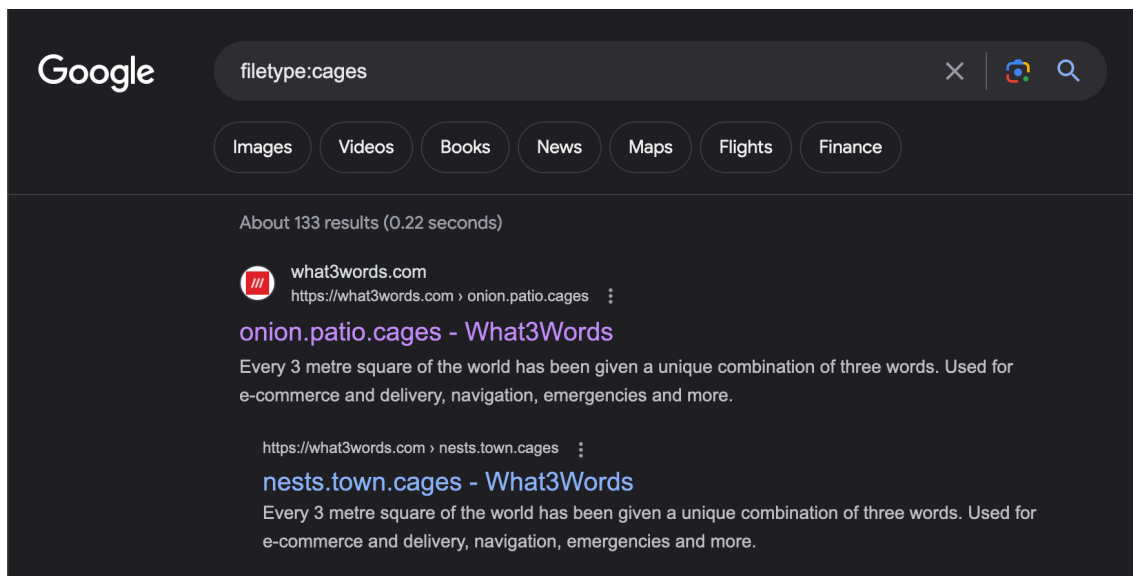 Google
filetype:cages
Images Videos Books News Maps Flights Finance
About 133 results (0.22 seconds)
what3words.com
https://what3words.com › onion.patio.cages
onion.patio.cages - What3Words
Every 3 metre square of the world has been given a unique combination of three words. Used for
e-commerce and delivery, navigation, emergencies and more.
https://what3words.com › nests.town.cages
nests.town.cages - What3Words
Every 3 metre square of the world has been given a unique combination of three words. Used for
e-commerce and delivery, navigation, emergencies and more.